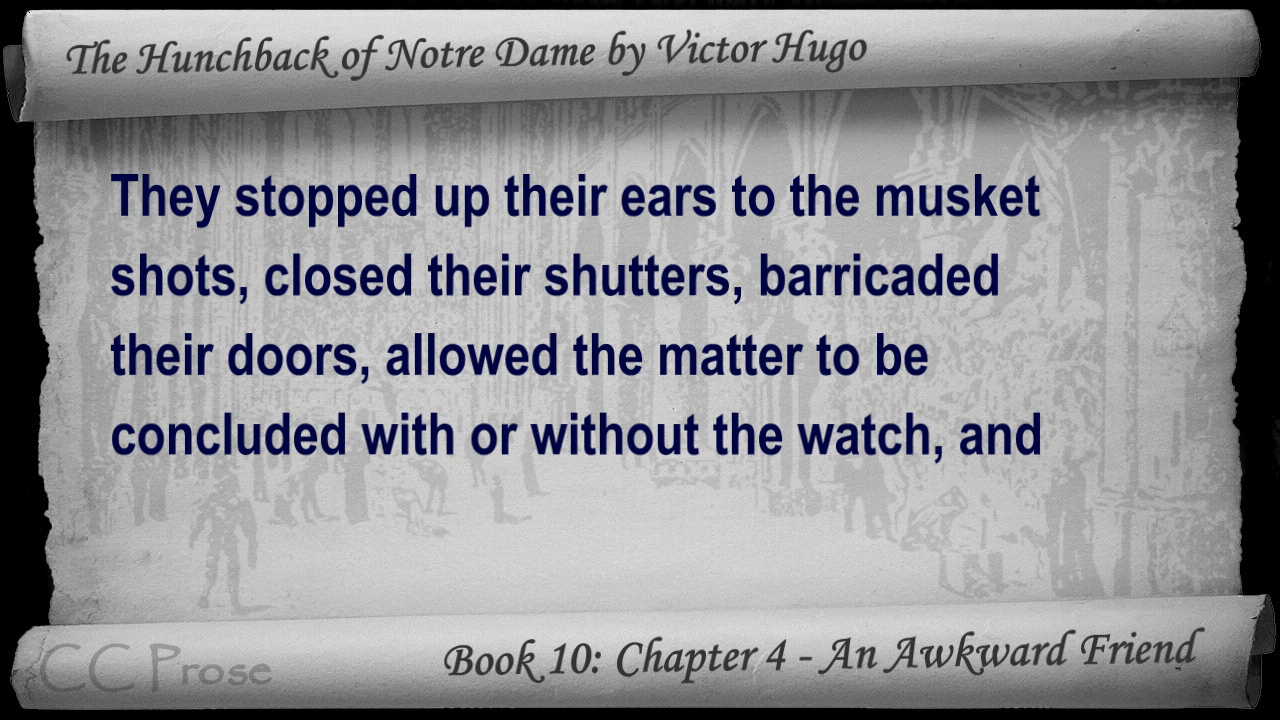 The Hunchback of Notre Dame by Victor Hugo
They stopped up their ears to the musket
shots, closed their shutters, barricaded
their doors, allowed the matter to be
concluded with or without the watch, and
CC Prose
Book 10: Chapter 4 - An Awkward Friend